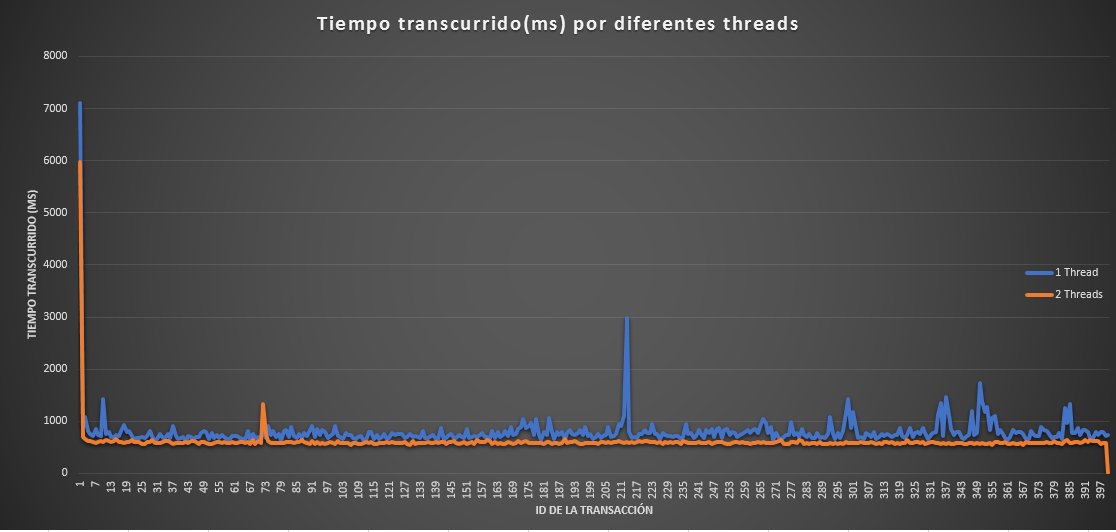 Tiempo transcurrido(ms) por diferentes threads
8000
7000
6000
5000
4000
3000
2000
1000
0
TIEMPO TRANSCURRIDO (MS)
1 Thread
2 Threads
1 7 13 19 25 31 37 43 49 55 61 67 73 79 85 91 97 103 109 115 121 127 133 139 145 151 157 163 169 175 181 187 193 199 205 211 217 223 229 235 241 247 253 259 265 271 277 283 289 295 301 307 313 319 325 331 337 343 349 355 361 367 373 379 385 391 397
ID DE LA TRANSACCIÓN